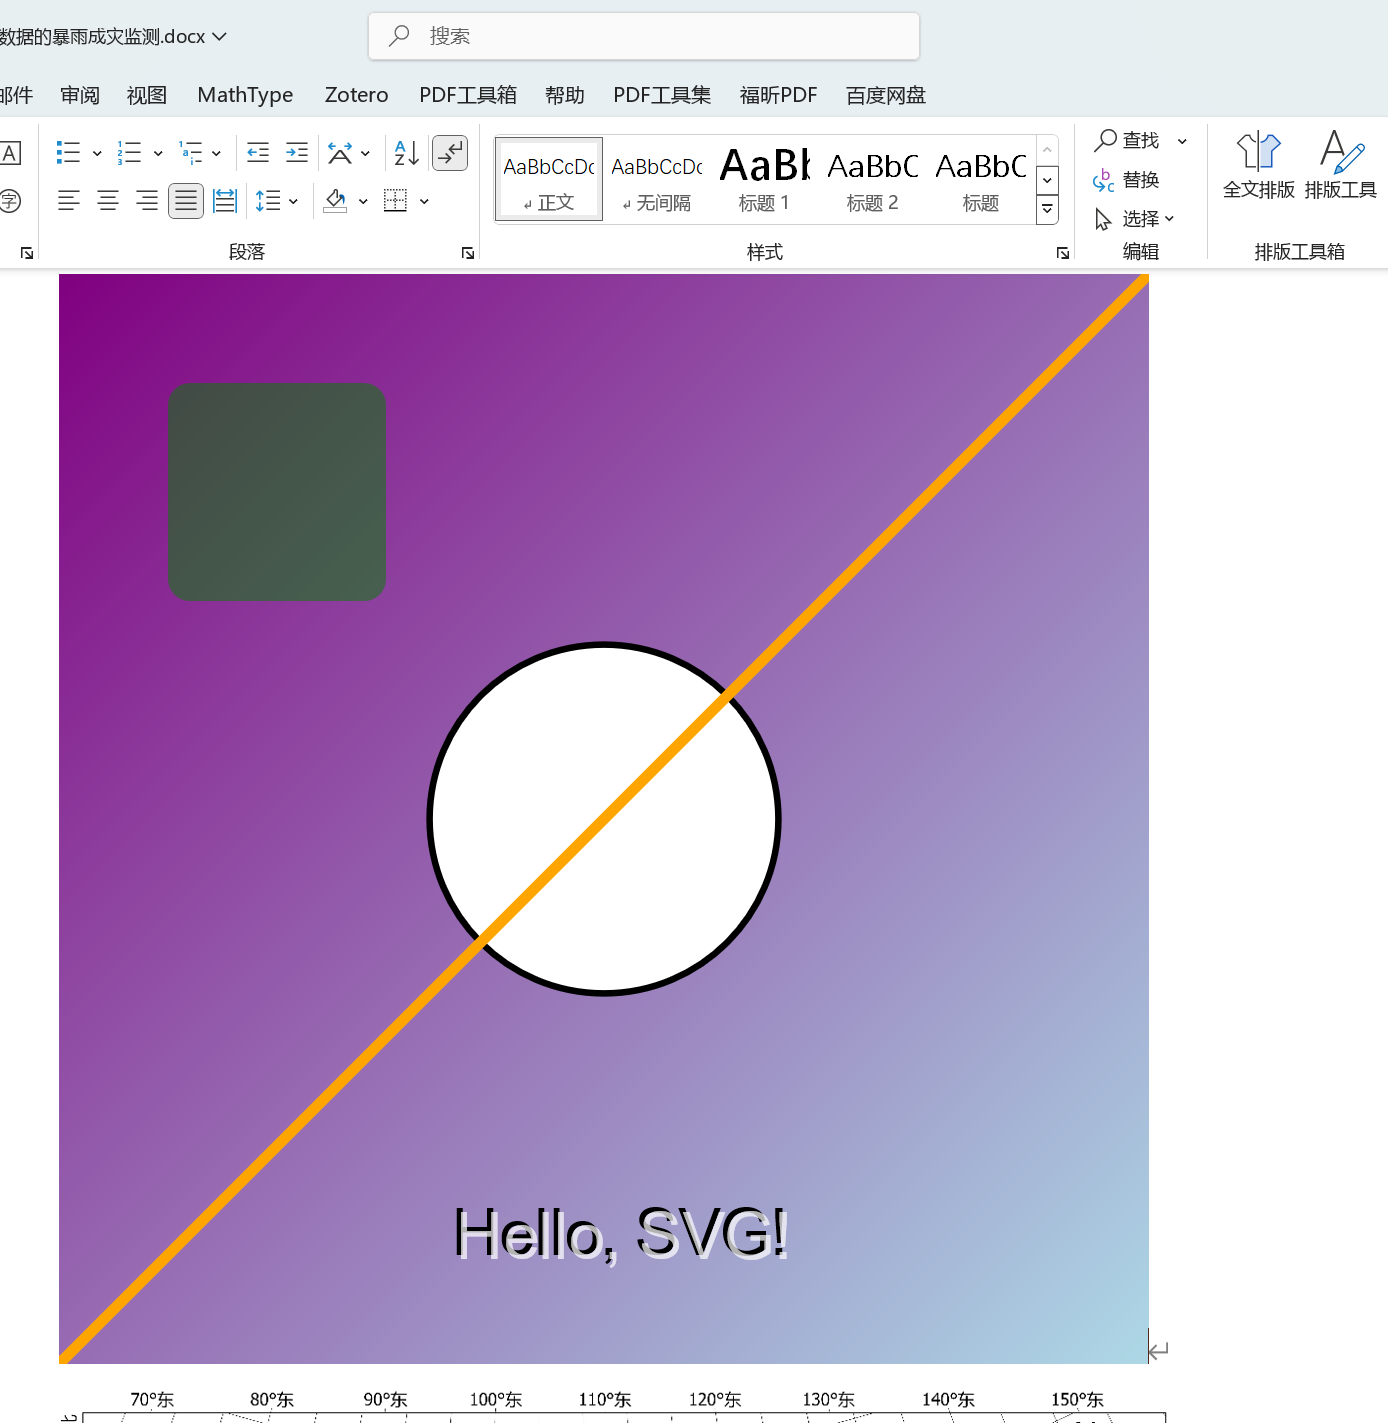 数据的暴雨成灾监测.docx
搜索
邮件 审阅 视图 MathType Zotero PDF工具箱 帮助 PDF工具集 福昕PDF 百度网盘
A
字
AaBbCcDc AaBbCcDc AaBl AaBbC AaBbC
正文 无间隔 标题 1 标题 2 标题
段落
样式
查找
替换
选择
编辑
全文排版 排版工具
排版工具箱
Hello, SVG!
70°东 80°东 90°东 100°东 110°东 120°东 130°东 140°东 150°东